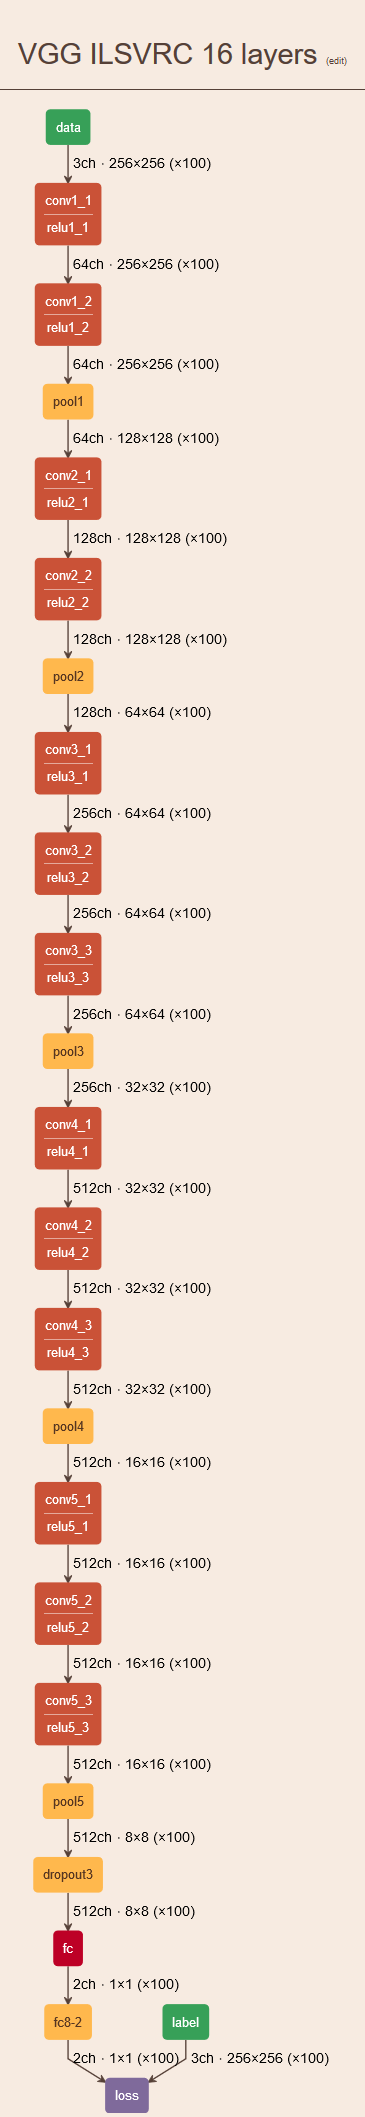 VGG ILSVRC 16 layers (edit)
data
3ch · 256×256 (×100)
conv1_1
relu1_1
64ch · 256×256 (×100)
conv1_2
relu1_2
64ch · 256×256 (×100)
pool1
64ch · 128×128 (×100)
conv2_1
relu2_1
128ch · 128×128 (×100)
conv2_2
relu2_2
128ch · 128×128 (×100)
pool2
128ch · 64×64 (×100)
conv3_1
relu3_1
256ch · 64×64 (×100)
conv3_2
relu3_2
256ch · 64×64 (×100)
conv3_3
relu3_3
256ch · 64×64 (×100)
pool3
256ch · 32×32 (×100)
conv4_1
relu4_1
512ch · 32×32 (×100)
conv4_2
relu4_2
512ch · 32×32 (×100)
conv4_3
relu4_3
512ch · 32×32 (×100)
pool4
512ch · 16×16 (×100)
conv5_1
relu5_1
512ch · 16×16 (×100)
conv5_2
relu5_2
512ch · 16×16 (×100)
conv5_3
relu5_3
512ch · 16×16 (×100)
pool5
512ch · 8×8 (×100)
dropout3
512ch · 8×8 (×100)
fc
2ch · 1×1 (×100)
fc8-2 label
2ch · 1×1 (×100) 3ch · 256×256 (×100)
loss